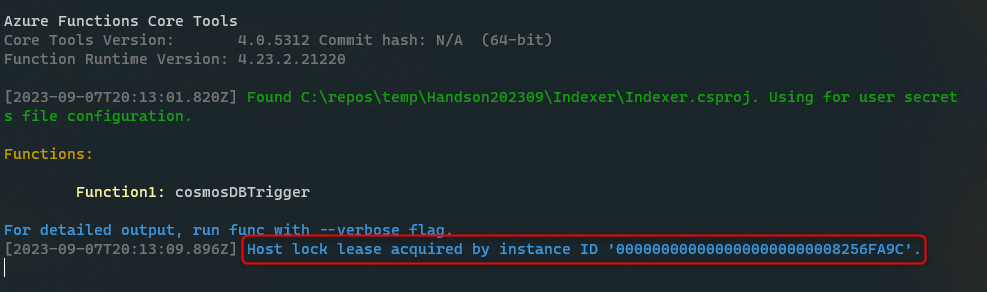 Azure Functions Core Tools
Core Tools Version:       4.0.5312 Commit hash: N/A  (64-bit)
Function Runtime Version: 4.23.2.21220
[2023-09-07T20:13:01.820Z] Found C:\repos\temp\Handson202309\Indexer\Indexer.csproj. Using for user secret
s file configuration.
Functions:
Function1: cosmosDBTrigger
For detailed output, run func with --verbose flag.
[2023-09-07T20:13:09.896Z] Host lock lease acquired by instance ID '0000000000000000000000008256FA9C'.